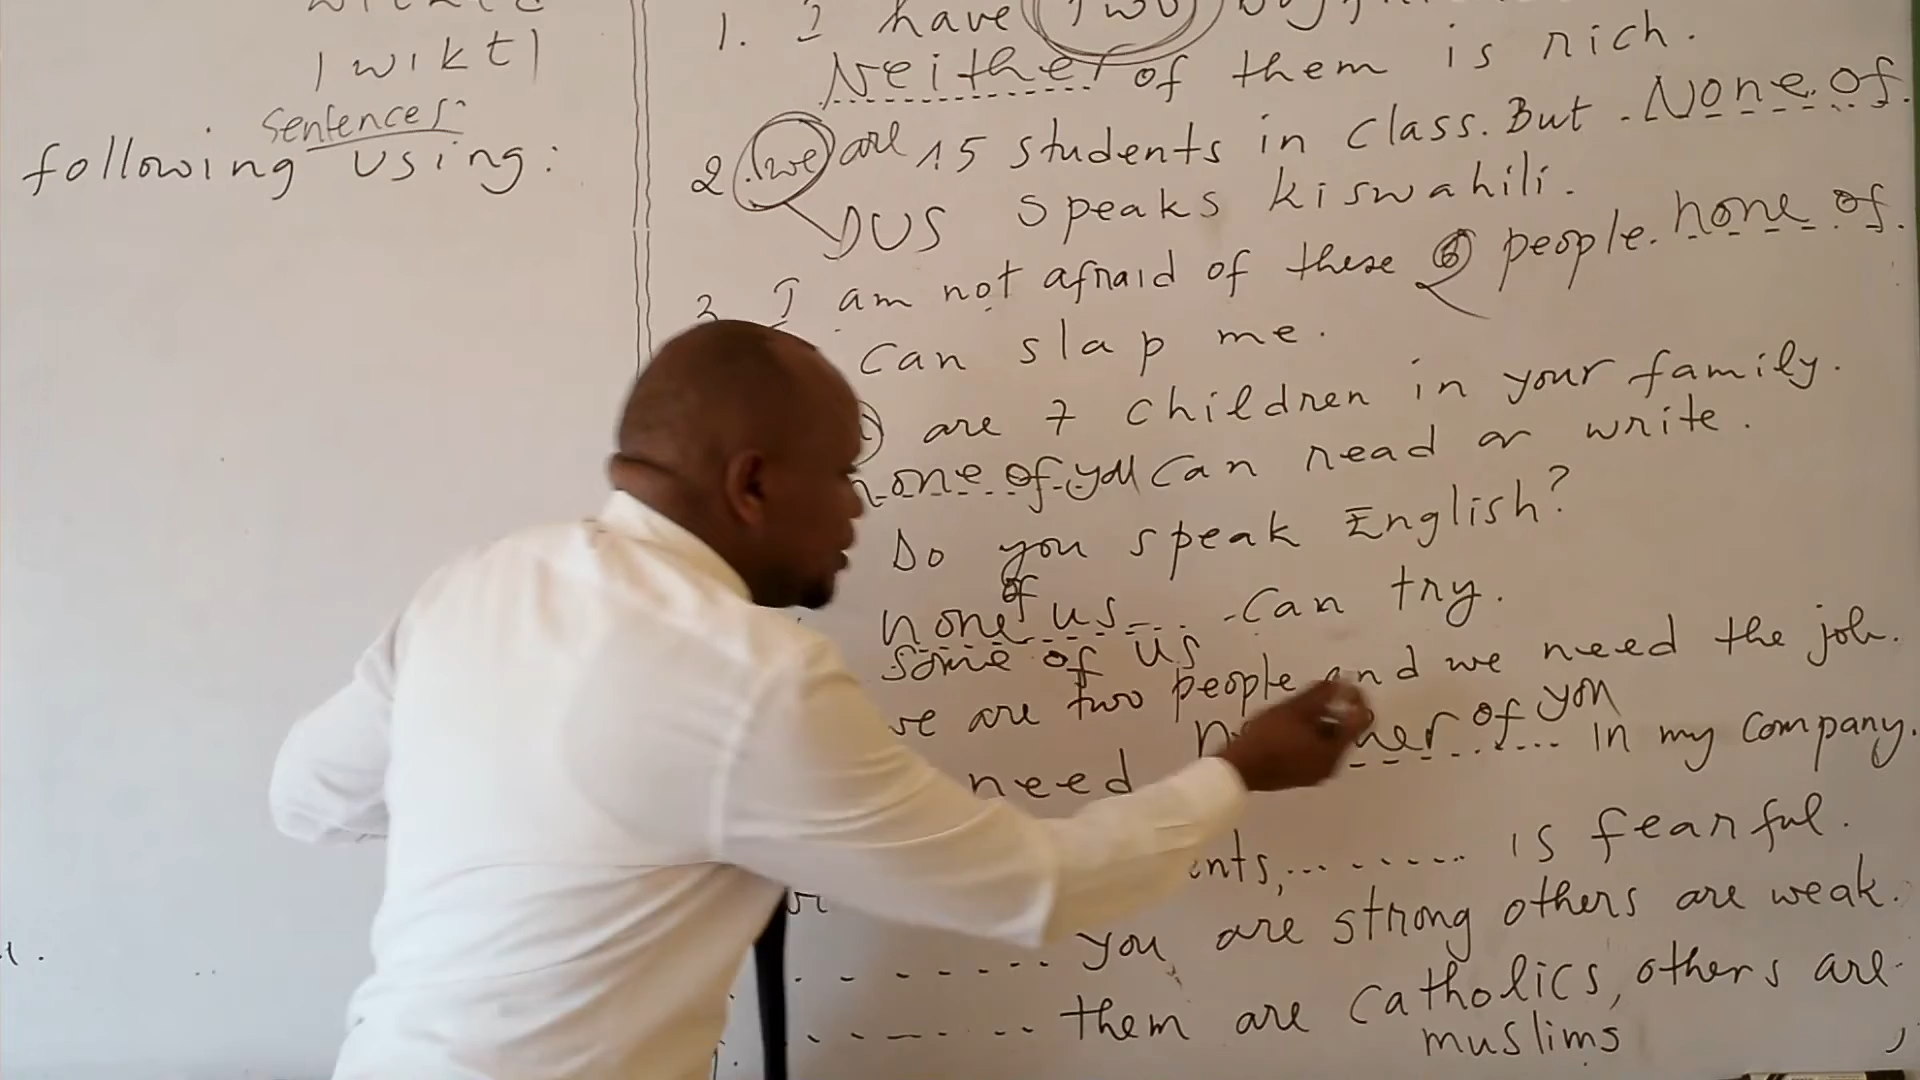 |wikt|
sentences
following using:
1. I have Two
Neither of them is rich.
2. we are 15 students in class. But None of
us speaks kiswahili.
3 I am not afraid of these people. none of
can slap me.
are 7 children in your family.
none of you can read or write.
Do you speak English?
none of us can try.
some of us
we are two people and we need the job.
need of you in my company.
is fearful.
you are strong others are weak.
them are catholics, others are
muslims